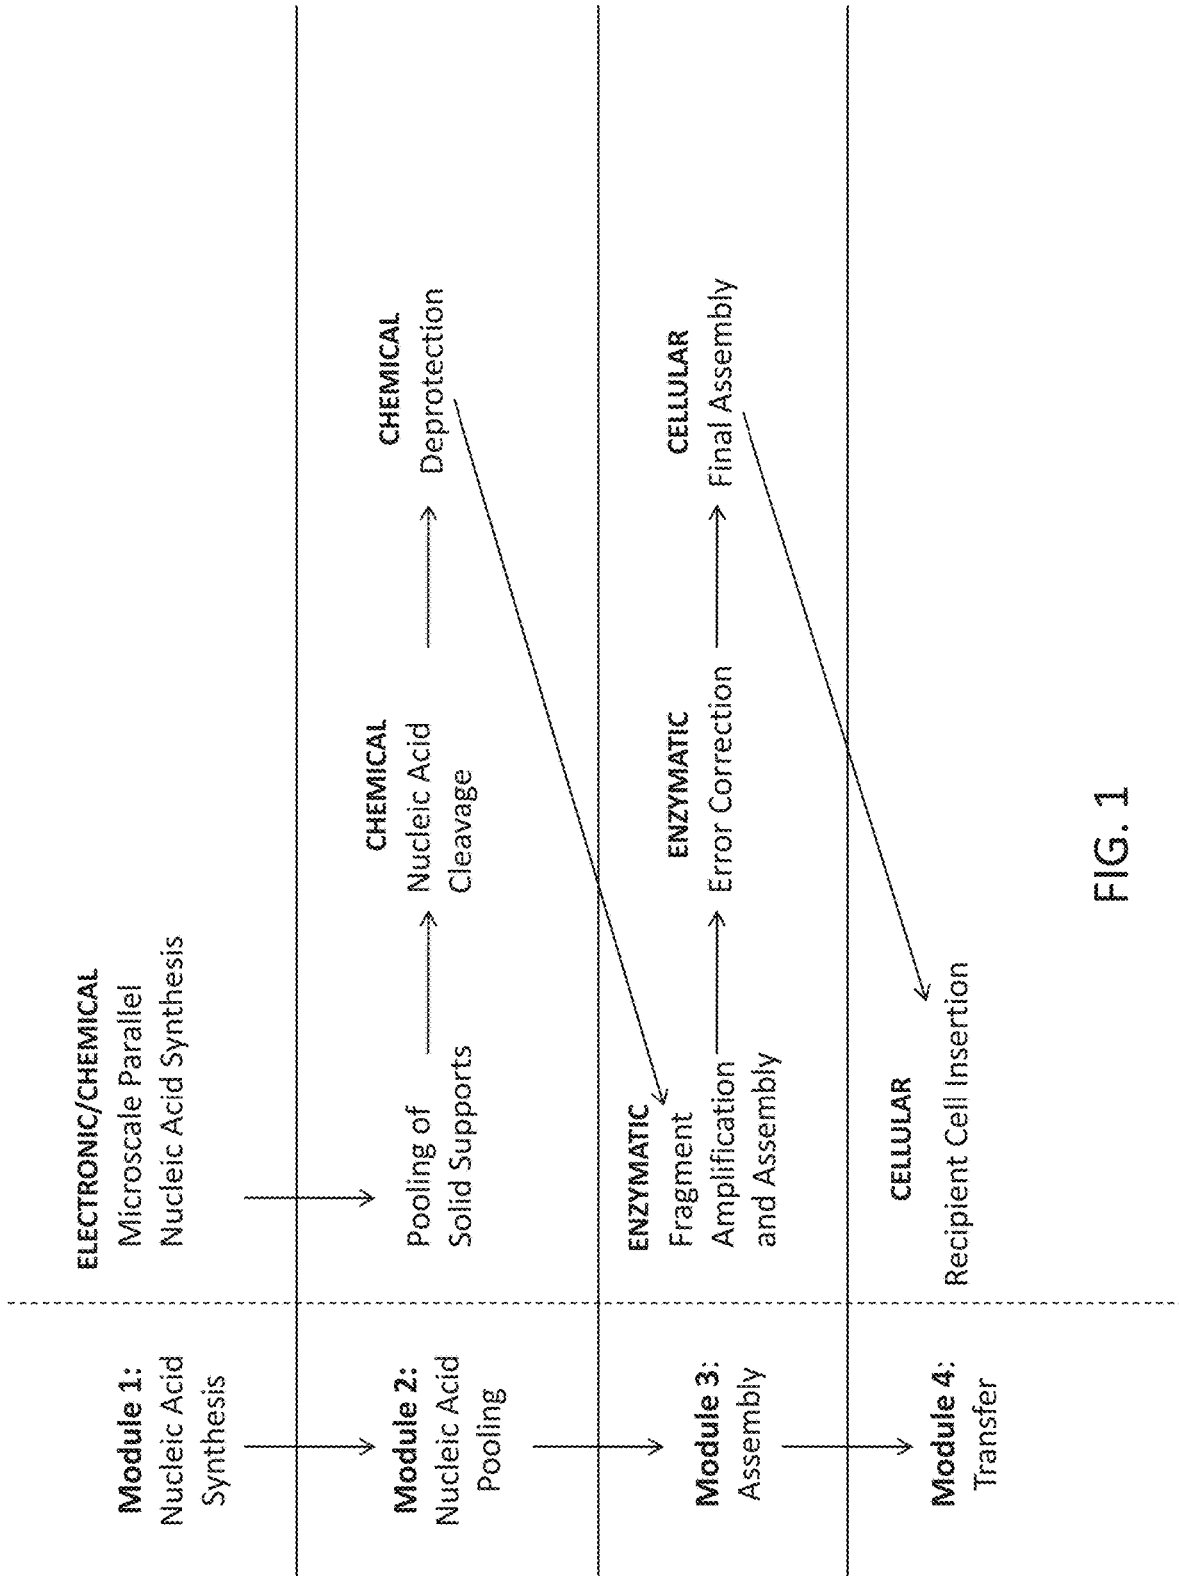 Module 1:
Nucleic Acid
Synthesis
ELECTRONIC/CHEMICAL
Microscale Parallel
Nucleic Acid Synthesis
Module 2:
Nucleic Acid
Pooling
Pooling of
Solid Supports
CHEMICAL
Nucleic Acid
Cleavage
CHEMICAL
Deprotection
Module 3:
Assembly
ENZYMATIC
Fragment
Amplification
and Assembly
ENZYMATIC
Error Correction
CELLULAR
Final Assembly
Module 4:
Transfer
CELLULAR
Recipient Cell Insertion
FIG. 1